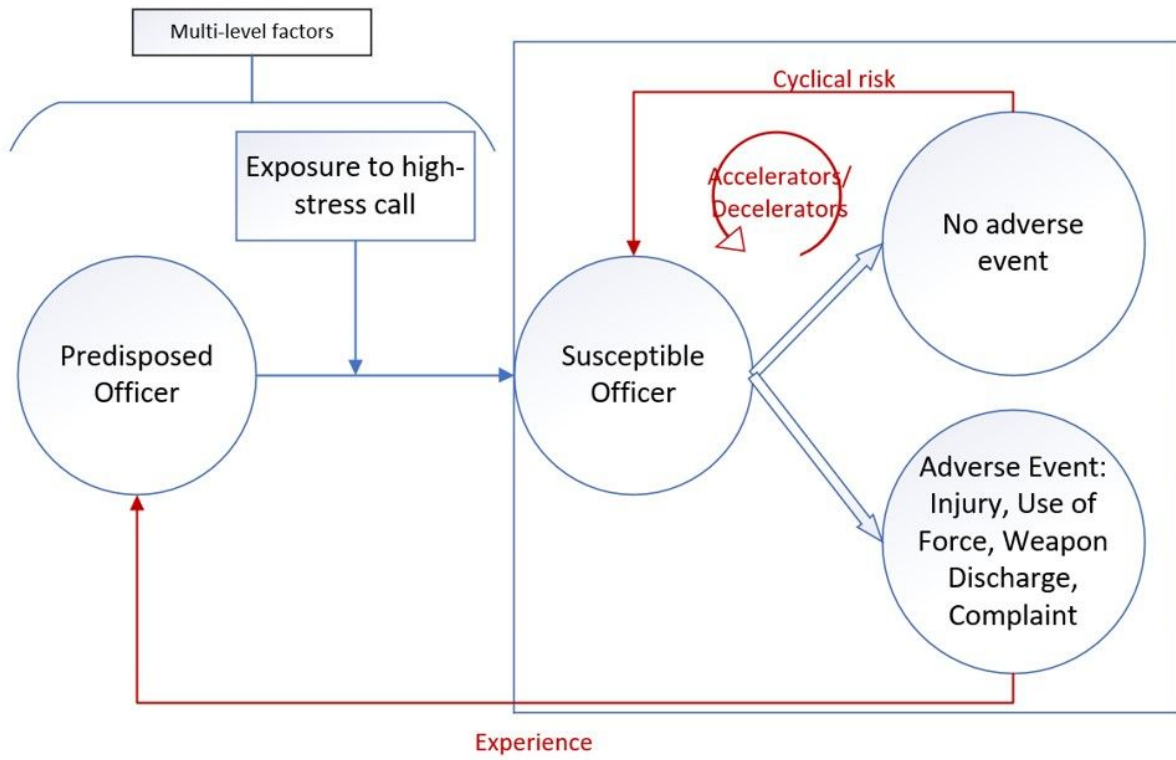 Multi-level factors
Exposure to high-
stress call
Predisposed
Officer
Susceptible
Officer
Cyclical risk
Accelerators/
Decelerators
No adverse
event
Adverse Event:
Injury, Use of
Force, Weapon
Discharge,
Complaint
Experience